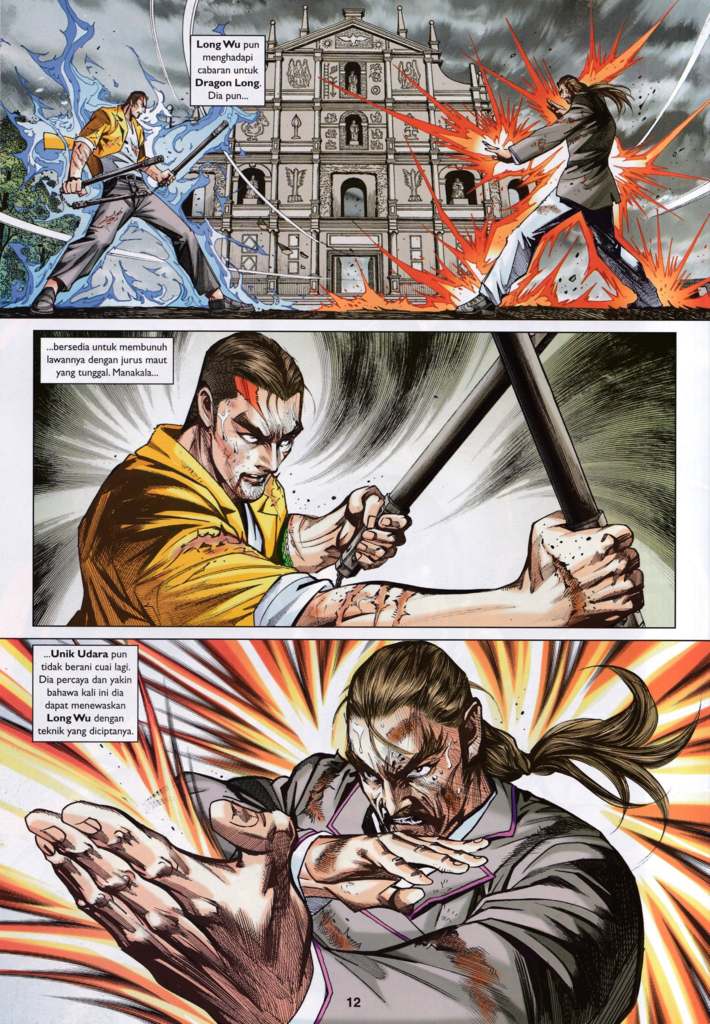 Long Wu pun
menghadapi
cabaran untuk
Dragon Long.
Dia pun...
...bersedia untuk membunuh
lawannya dengan jurus maut
yang tunggal. Manakala...
...Unik Udara pun
tidak berani cuai lagi.
Dia percaya dan yakin
bahawa kali ini dia
dapat menewaskan
Long Wu dengan
teknik yang diciptanya.
12